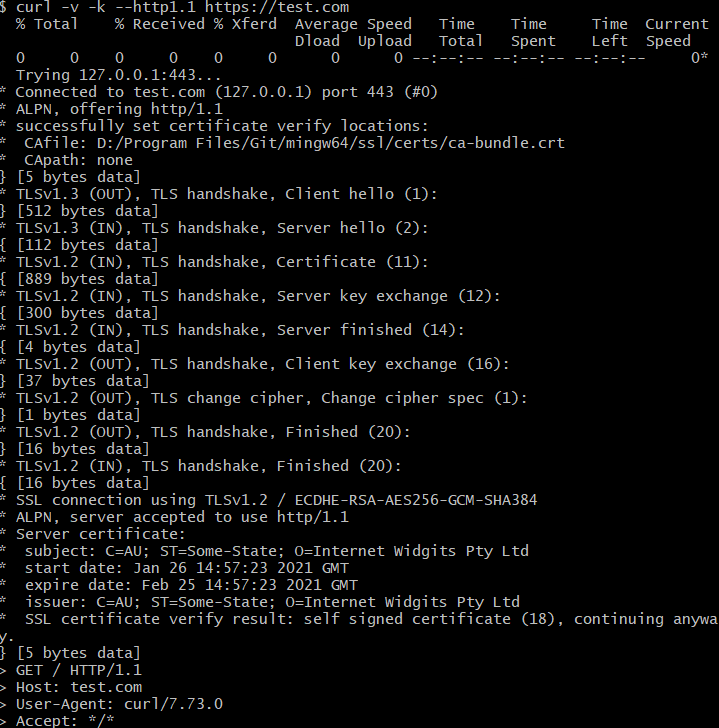 $ curl -v -k --http1.1 https://test.com
  % Total    % Received % Xferd  Average Speed   Time    Time     Time  Current
                                 Dload  Upload   Total   Spent    Left  Speed
  0     0    0     0    0     0      0      0 --:--:-- --:--:-- --:--:--     0*
  Trying 127.0.0.1:443...
* Connected to test.com (127.0.0.1) port 443 (#0)
* ALPN, offering http/1.1
* successfully set certificate verify locations:
*  CAfile: D:/Program Files/Git/mingw64/ssl/certs/ca-bundle.crt
*  CApath: none
} [5 bytes data]
* TLSv1.3 (OUT), TLS handshake, Client hello (1):
} [512 bytes data]
* TLSv1.3 (IN), TLS handshake, Server hello (2):
{ [112 bytes data]
* TLSv1.2 (IN), TLS handshake, Certificate (11):
{ [889 bytes data]
* TLSv1.2 (IN), TLS handshake, Server key exchange (12):
{ [300 bytes data]
* TLSv1.2 (IN), TLS handshake, Server finished (14):
{ [4 bytes data]
* TLSv1.2 (OUT), TLS handshake, Client key exchange (16):
} [37 bytes data]
* TLSv1.2 (OUT), TLS change cipher, Change cipher spec (1):
} [1 bytes data]
* TLSv1.2 (OUT), TLS handshake, Finished (20):
} [16 bytes data]
* TLSv1.2 (IN), TLS handshake, Finished (20):
{ [16 bytes data]
* SSL connection using TLSv1.2 / ECDHE-RSA-AES256-GCM-SHA384
* ALPN, server accepted to use http/1.1
* Server certificate:
*  subject: C=AU; ST=Some-State; O=Internet Widgits Pty Ltd
*  start date: Jan 26 14:57:23 2021 GMT
*  expire date: Feb 25 14:57:23 2021 GMT
*  issuer: C=AU; ST=Some-State; O=Internet Widgits Pty Ltd
*  SSL certificate verify result: self signed certificate (18), continuing anywa
y.
} [5 bytes data]
> GET / HTTP/1.1
> Host: test.com
> User-Agent: curl/7.73.0
> Accept: */*